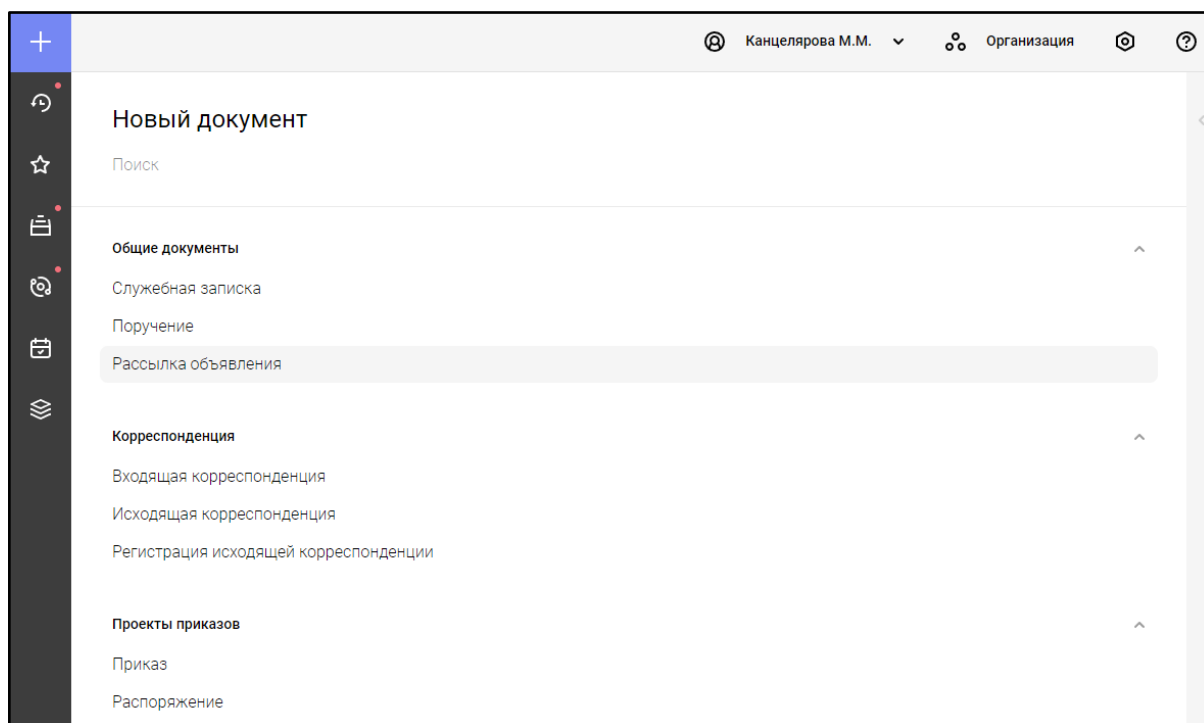 Канцелярова М.М.
Организация
Новый документ
Поиск
Общие документы
Служебная записка
Поручение
Рассылка объявления
Корреспонденция
Входящая корреспонденция
Исходящая корреспонденция
Регистрация исходящей корреспонденции
Проекты приказов
Приказ
Распоряжение